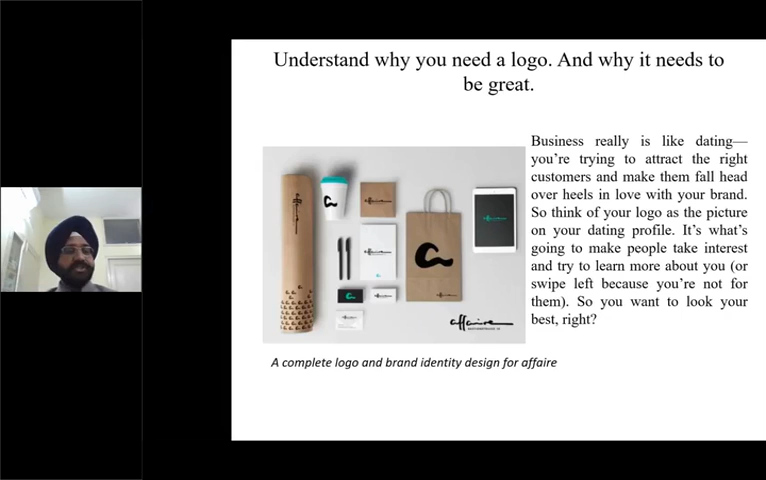 Understand why you need a logo. And why it needs to
be great.
Business really is like dating—
you're trying to attract the right
customers and make them fall head
over heels in love with your brand.
So think of your logo as the picture
on your dating profile. It's what's
going to make people take interest
and try to learn more about you (or
swipe left because you're not for
them). So you want to look your
best, right?
affaire
A complete logo and brand identity design for affaire